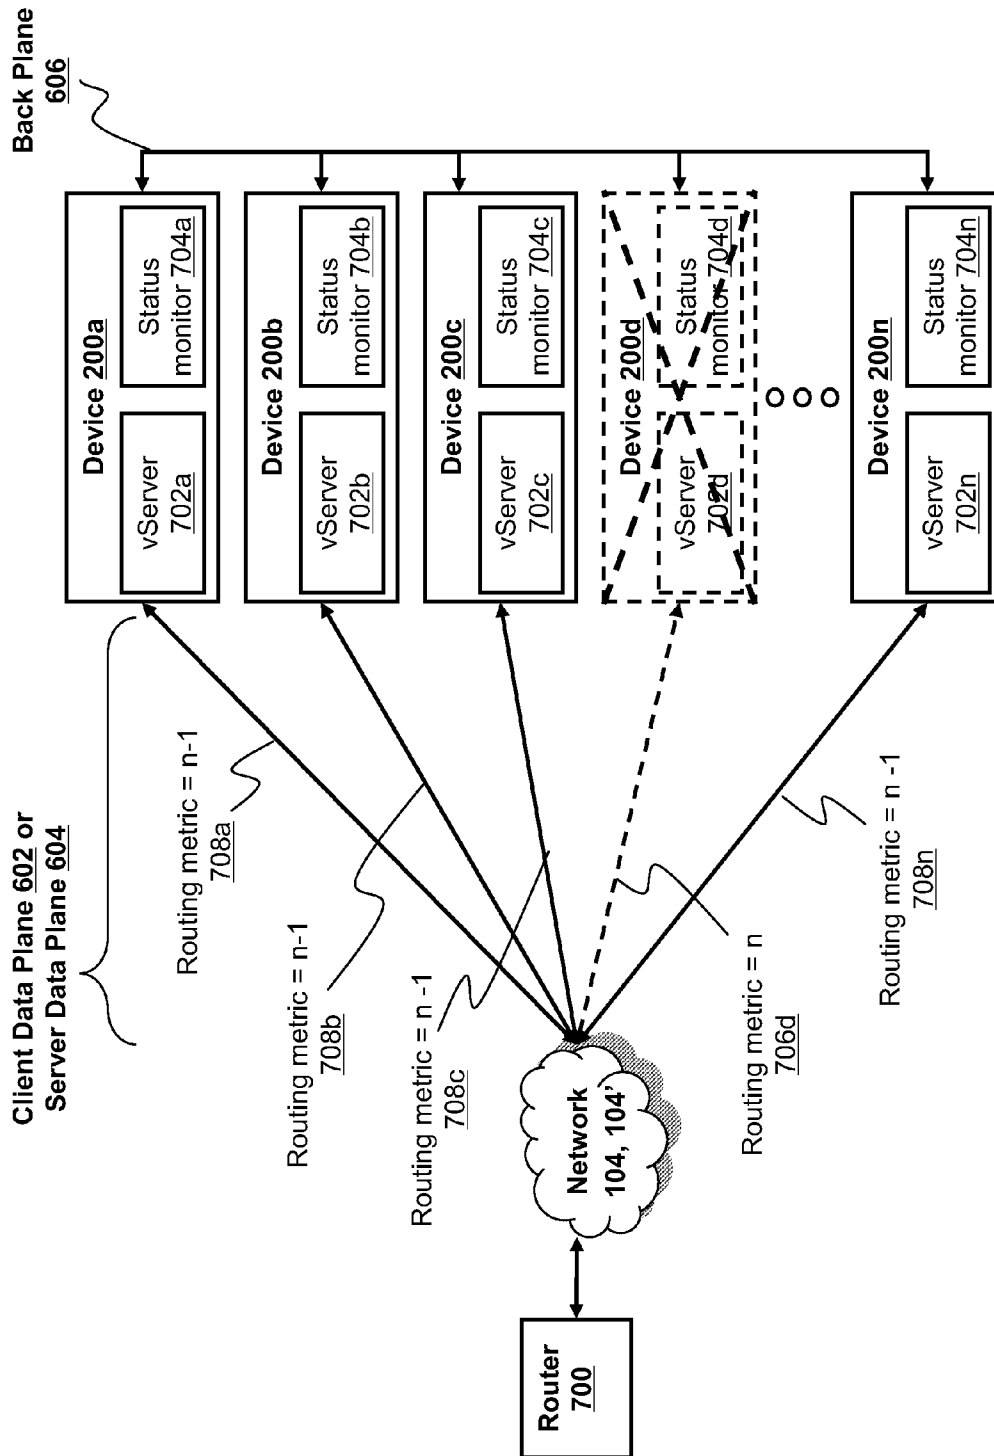 Client Data Plane 602 or
Server Data Plane 604
Back Plane
606
Router
700
Network
104, 104’
Routing metric = n-1
708a
Routing metric = n-1
708b
Routing metric = n -1
708c
Routing metric = n
706d
Routing metric = n -1
708n
Device 200a
vServer
702a
Status
monitor 704a
Device 200b
vServer
702b
Status
monitor 704b
Device 200c
vServer
702c
Status
monitor 704c
Device 200d
vServer
702d
Status
monitor 704d
Device 200n
vServer
702n
Status
monitor 704n